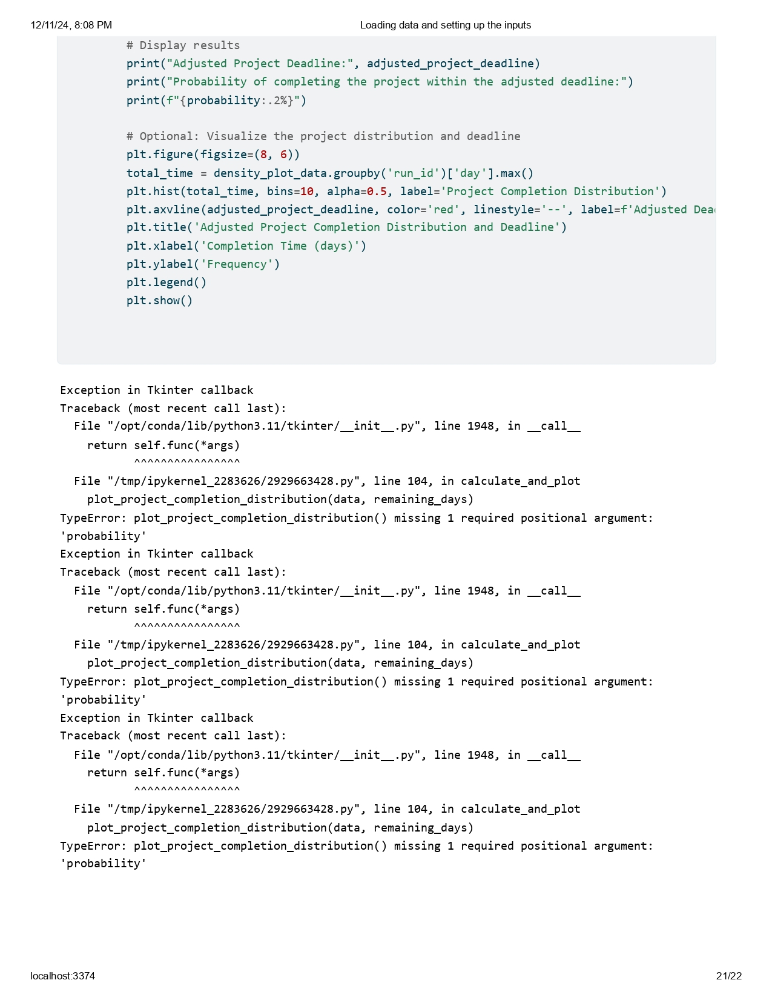 12/11/24, 8:08 PM Loading data and setting up the inputs
# Display results
print("Adjusted Project Deadline:", adjusted_project_deadline)
print("Probability of completing the project within the adjusted deadline:")
print(f"{probability:.2%}")
# Optional: Visualize the project distribution and deadline
plt.figure(figsize=(8, 6))
total_time = density_plot_data.groupby('run_id')['day'].max()
plt.hist(total_time, bins=10, alpha=0.5, label='Project Completion Distribution')
plt.axvline(adjusted_project_deadline, color='red', linestyle='--', label=f'Adjusted Dea
plt.title('Adjusted Project Completion Distribution and Deadline')
plt.xlabel('Completion Time (days)')
plt.ylabel('Frequency')
plt.legend()
plt.show()
Exception in Tkinter callback
Traceback (most recent call last):
  File "/opt/conda/lib/python3.11/tkinter/__init__.py", line 1948, in __call__
    return self.func(*args)
           ^^^^^^^^^^^^^^^^
  File "/tmp/ipykernel_2283626/2929663428.py", line 104, in calculate_and_plot
    plot_project_completion_distribution(data, remaining_days)
TypeError: plot_project_completion_distribution() missing 1 required positional argument:
'probability'
Exception in Tkinter callback
Traceback (most recent call last):
  File "/opt/conda/lib/python3.11/tkinter/__init__.py", line 1948, in __call__
    return self.func(*args)
           ^^^^^^^^^^^^^^^^
  File "/tmp/ipykernel_2283626/2929663428.py", line 104, in calculate_and_plot
    plot_project_completion_distribution(data, remaining_days)
TypeError: plot_project_completion_distribution() missing 1 required positional argument:
'probability'
Exception in Tkinter callback
Traceback (most recent call last):
  File "/opt/conda/lib/python3.11/tkinter/__init__.py", line 1948, in __call__
    return self.func(*args)
           ^^^^^^^^^^^^^^^^
  File "/tmp/ipykernel_2283626/2929663428.py", line 104, in calculate_and_plot
    plot_project_completion_distribution(data, remaining_days)
TypeError: plot_project_completion_distribution() missing 1 required positional argument:
'probability'
localhost:3374 21/22